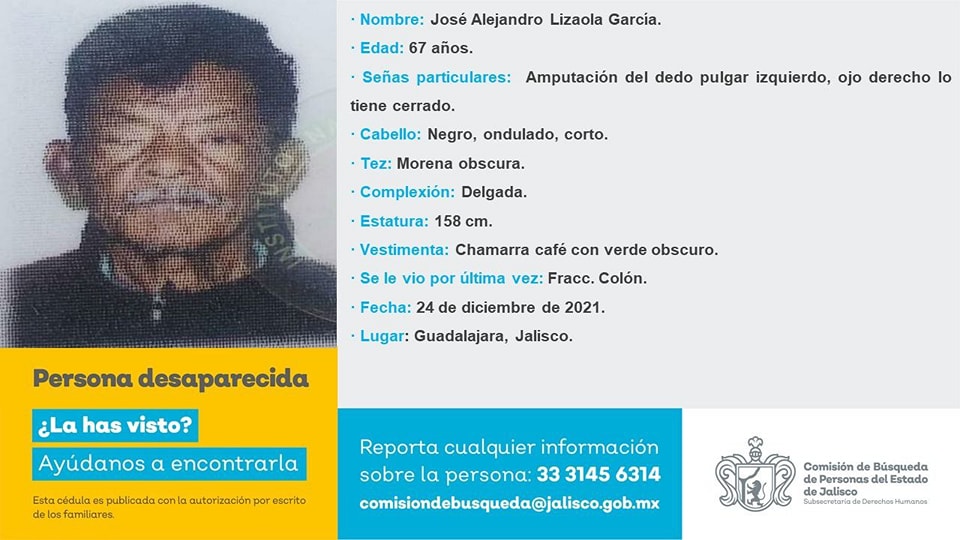 · Nombre: José Alejandro Lizaola García.
· Edad: 67 años.
· Señas particulares: Amputación del dedo pulgar izquierdo, ojo derecho lo
tiene cerrado.
· Cabello: Negro, ondulado, corto.
· Tez: Morena obscura.
· Complexión: Delgada.
· Estatura: 158 cm.
· Vestimenta: Chamarra café con verde obscuro.
· Se le vio por última vez: Fracc. Colón.
· Fecha: 24 de diciembre de 2021.
· Lugar: Guadalajara, Jalisco.
Persona desaparecida
¿La has visto?
Ayúdanos a encontrarla
Esta cédula es publicada con la autorización por escrito
de los familiares.
Reporta cualquier información
sobre la persona: 33 3145 6314
comisiondebusqueda@jalisco.gob.mx
Comisión de Búsqueda
de Personas del Estado
de Jalisco
Subsecretaría de Derechos Humanos